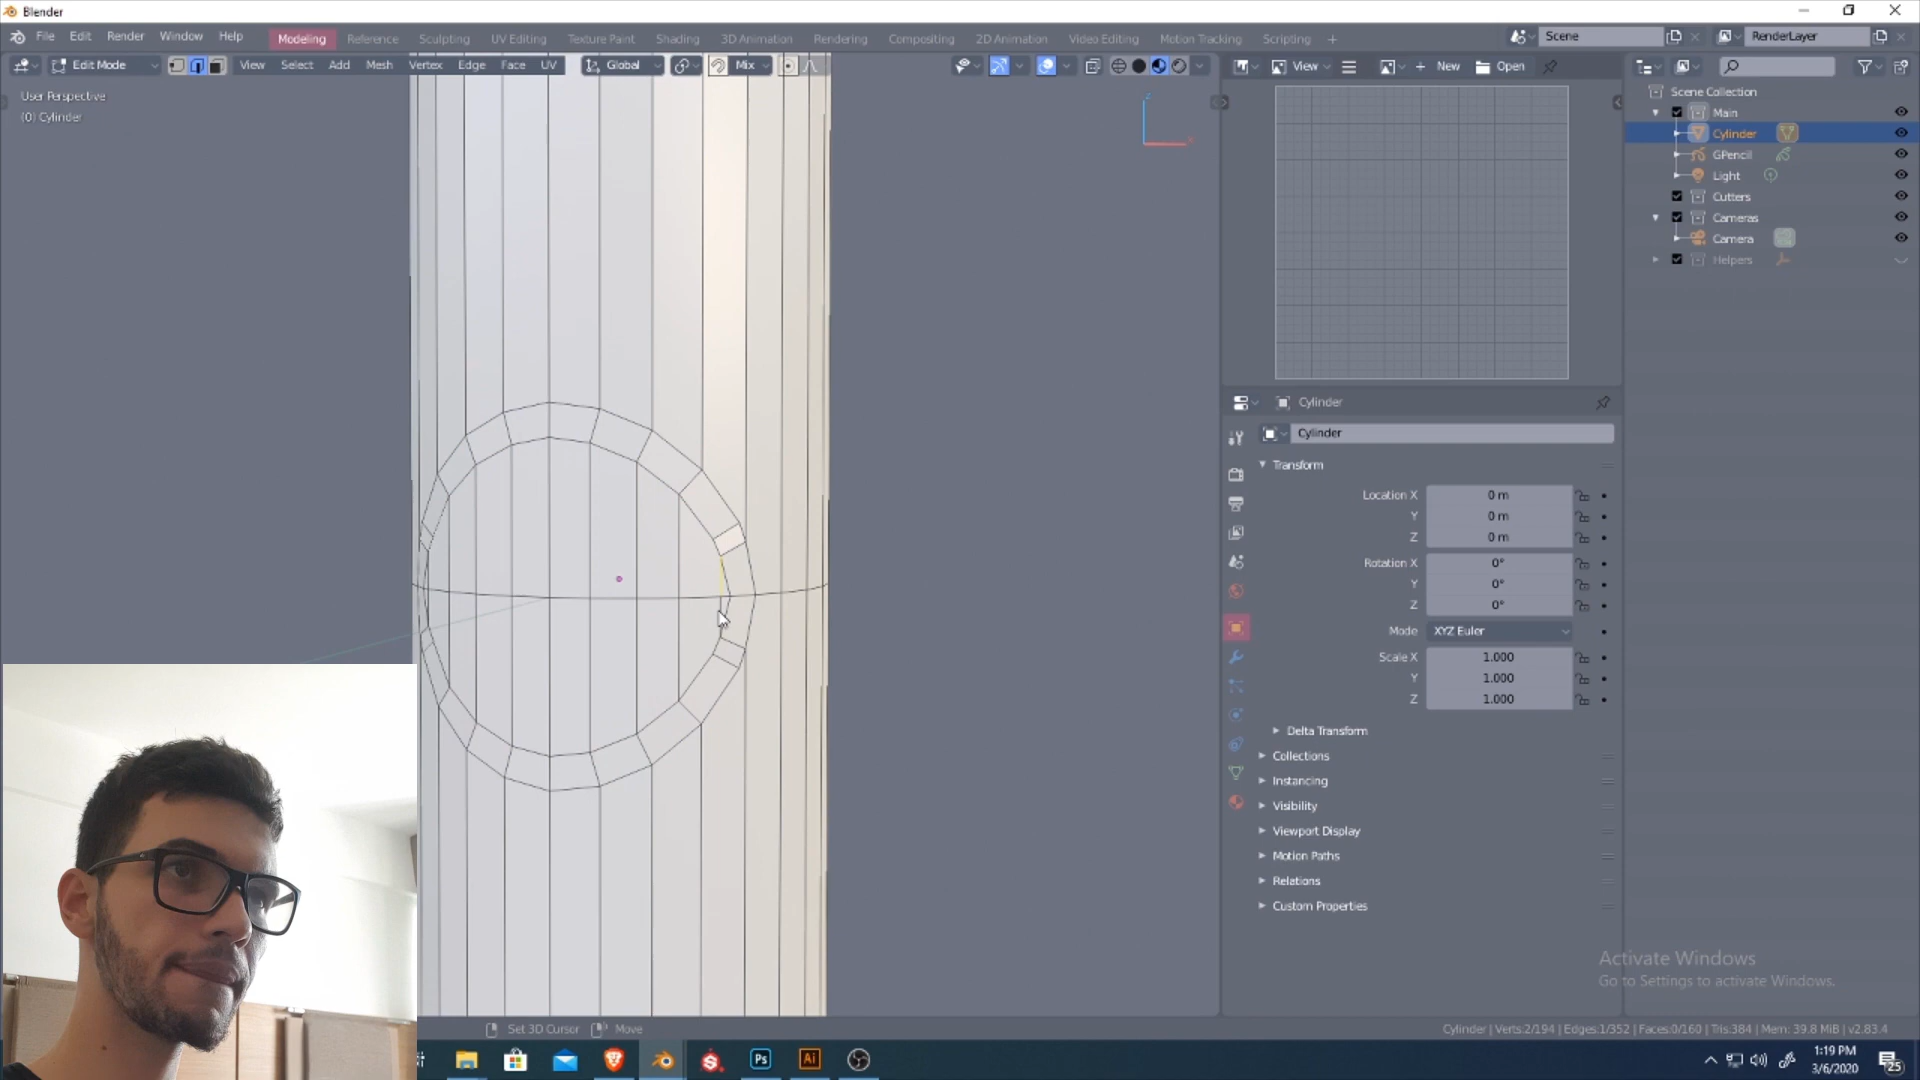 Blender
File Edit Render Window Help Modeling Reference Sculpting UV Editing Texture Paint Shading 3D Animation Rendering Compositing 2D Animation Video Editing Motion Tracking Scripting + Scene RenderLayer
Edit Mode View Select Add Mesh Vertex Edge Face UV Global Mix View + New Open
User Perspective
(0) Cylinder
Scene Collection
Main
Cylinder
GPencil
Light
Cutters
Cameras
Camera
Helpers
Cylinder
Cylinder
Transform
Location X 0 m
Y 0 m
Z 0 m
Rotation X 0°
Y 0°
Z 0°
Mode XYZ Euler
Scale X 1.000
Y 1.000
Z 1.000
Delta Transform
Collections
Instancing
Visibility
Viewport Display
Motion Paths
Relations
Custom Properties
Activate Windows
Go to Settings to activate Windows.
Set 3D Cursor Move
Cylinder | Verts:2/194 | Edges:1/352 | Faces:0/160 | Tris:384 | Mem: 39.8 MiB | v2.83.4
Ps Ai
1:19 PM
3/6/2020
25